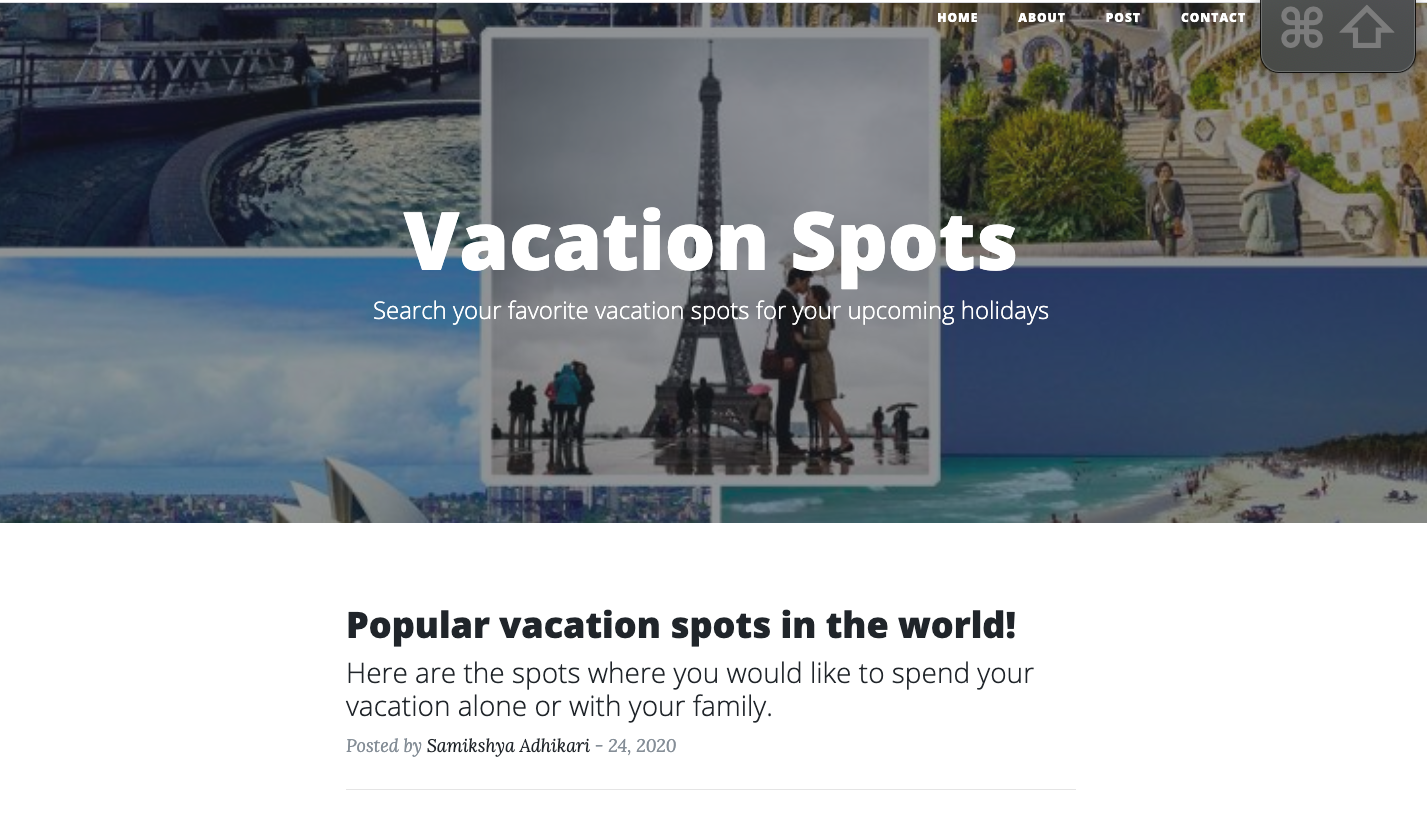 HOME ABOUT POST CONTACT
Vacation Spots
Search your favorite vacation spots for your upcoming holidays
Popular vacation spots in the world!
Here are the spots where you would like to spend your
vacation alone or with your family.
Posted by Samikshya Adhikari - 24, 2020